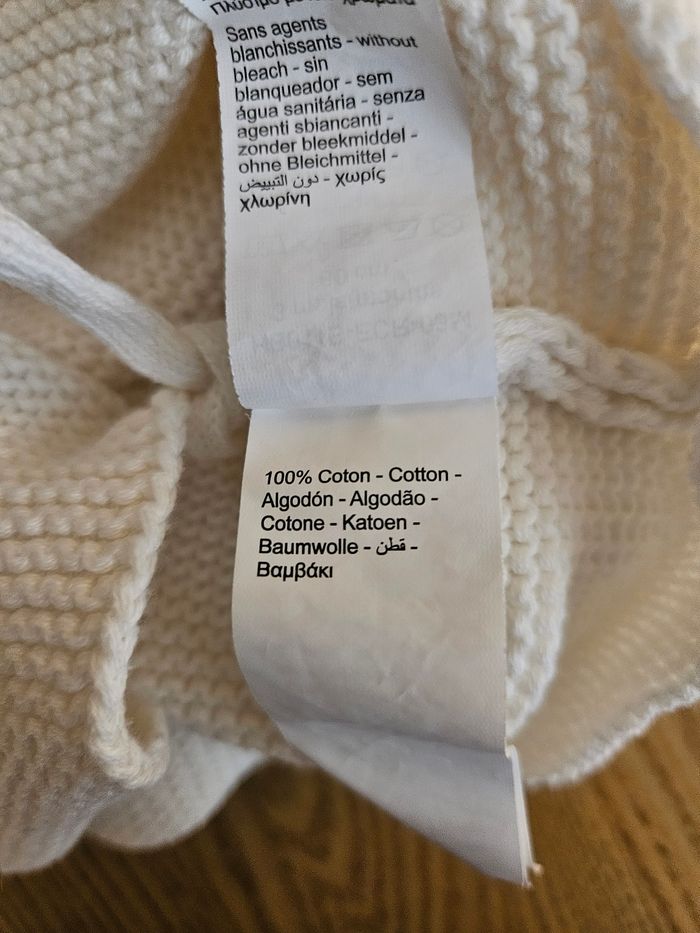 Sans agents
blanchissants - without
bleach - sin
blanqueador - sem
água sanitária - senza
agenti sbiancanti -
zonder bleekmiddel -
ohne Bleichmittel -
دون التبييض - χωρίς
χλωρίνη
100% Coton - Cotton -
Algodón - Algodão -
Cotone - Katoen -
Baumwolle - قطن -
Βαμβάκι